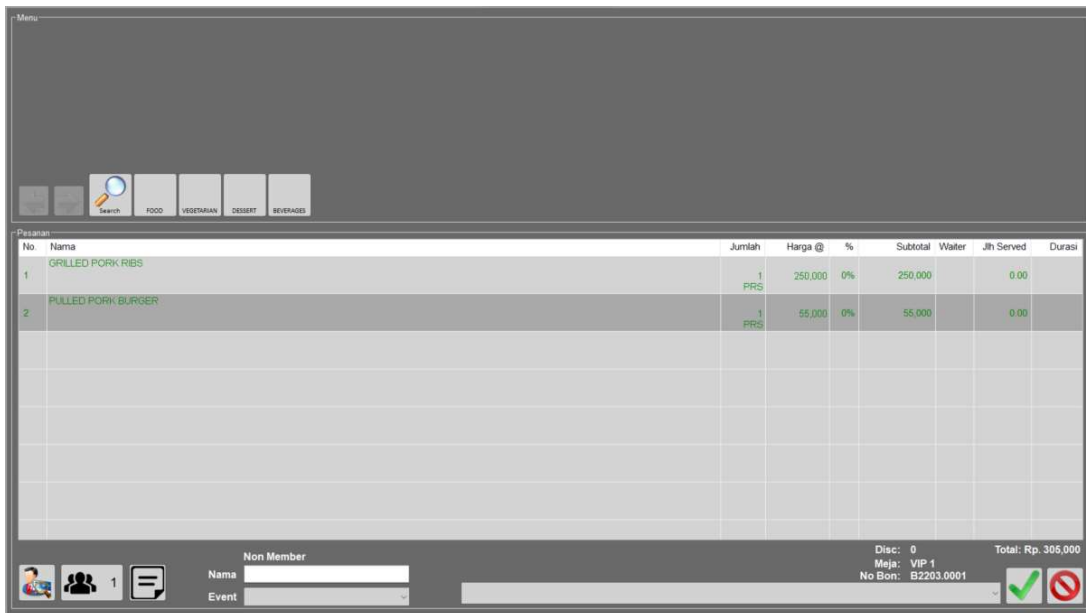 Menu
Search FOOD VEGETARIAN DESSERT BEVERAGES
Pesanan
No. Nama Jumlah Harga @ % Subtotal Waiter Jlh Served Durasi
GRILLED PORK RIBS
1 1 250,000 0% 250,000 0.00
PRS
PULLED PORK BURGER
2 1 55,000 0% 55,000 0.00
PRS
Non Member
Nama
Event
1
Disc: 0 Total: Rp. 305,000
Meja: VIP 1
No Bon: B2203.0001